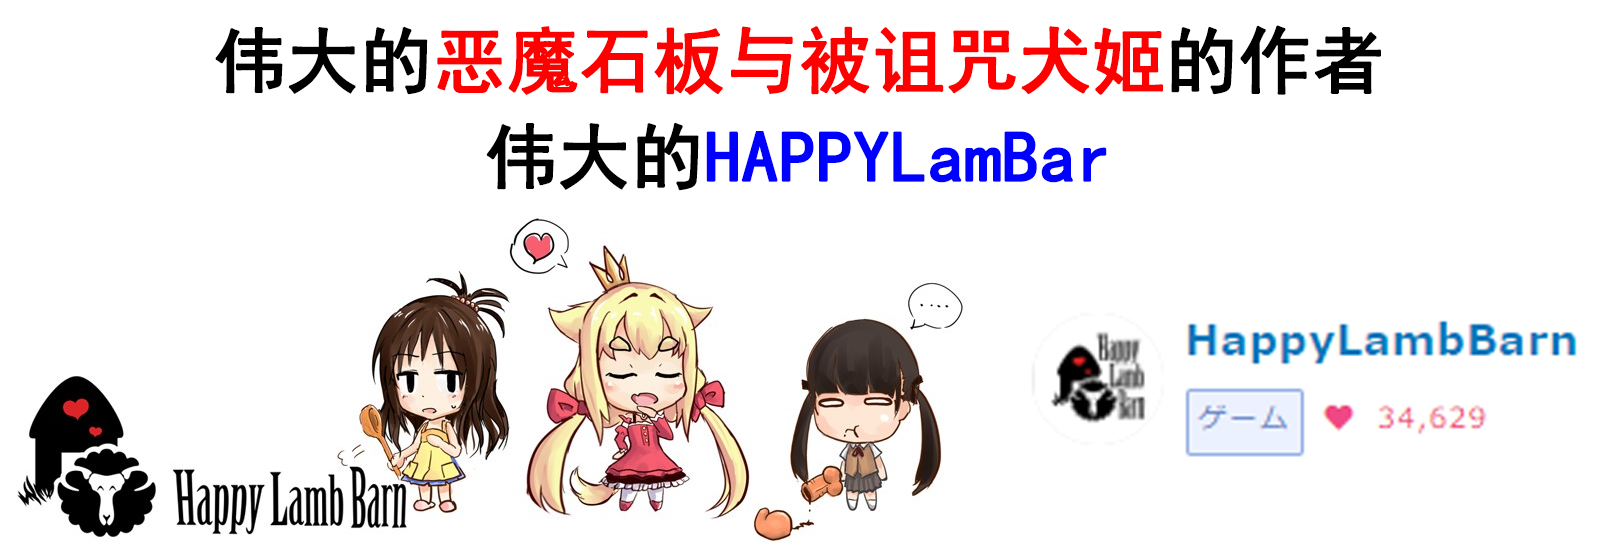 伟大的恶魔石板与被诅咒犬姬的作者
伟大的HAPPYLamBar
....
Happy Lamb Barn
Happy
Lamb
Barn
HappyLambBarn
ゲーム ♥ 34,629